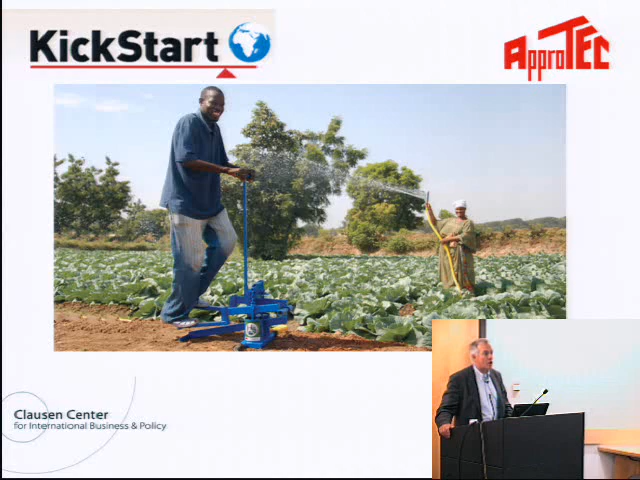 KickStart
ApproTEC
Clausen Center
for International Business & Policy